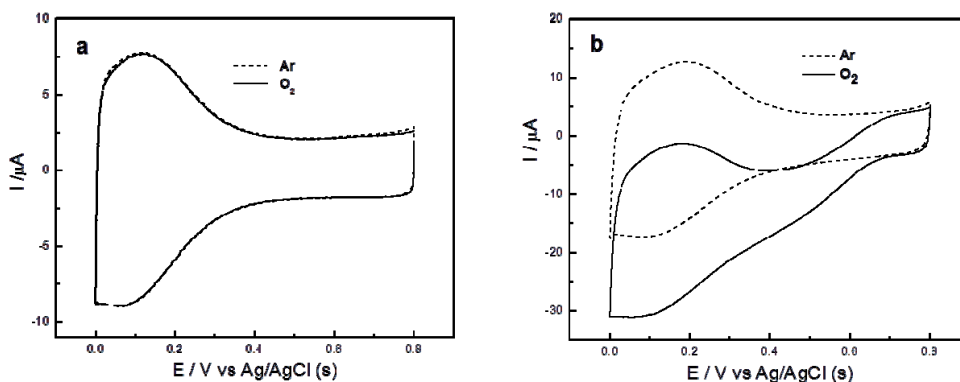 a
Ar
O₂
10
5
0
-5
-10
I / μA
0.0 0.2 0.4 0.6 0.8
E / V vs Ag/AgCl (s)
b
Ar
O₂
20
10
0
-10
-20
-30
I / μA
0.0 0.2 0.4 0.6 0.8
E / V vs Ag/AgCl (s)